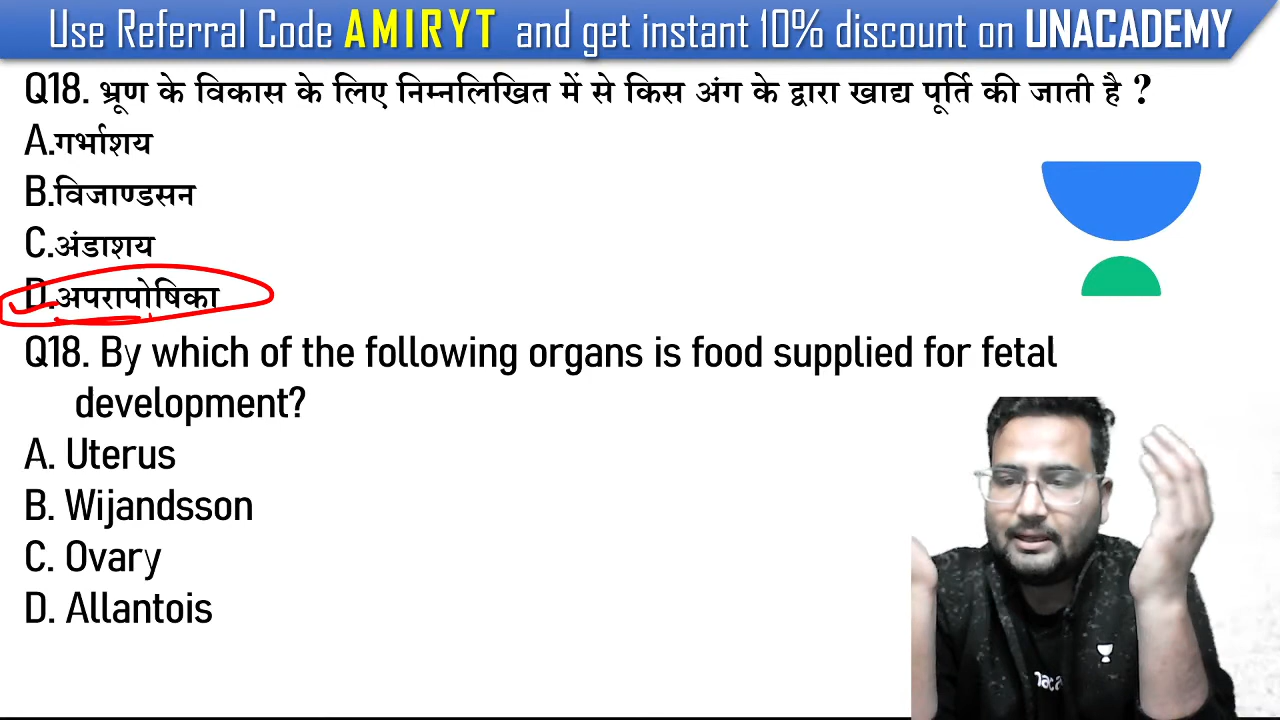 Use Referral Code AMIRYT and get instant 10% discount on UNACADEMY
Q18. भ्रूण के विकास के लिए निम्नलिखित में से किस अंग के द्वारा खाद्य पूर्ति की जाती है ?
A.गर्भाशय
B.विजाण्डसन
C.अंडाशय
D.अपरापोषिका
Q18. By which of the following organs is food supplied for fetal
development?
A. Uterus
B. Wijandsson
C. Ovary
D. Allantois